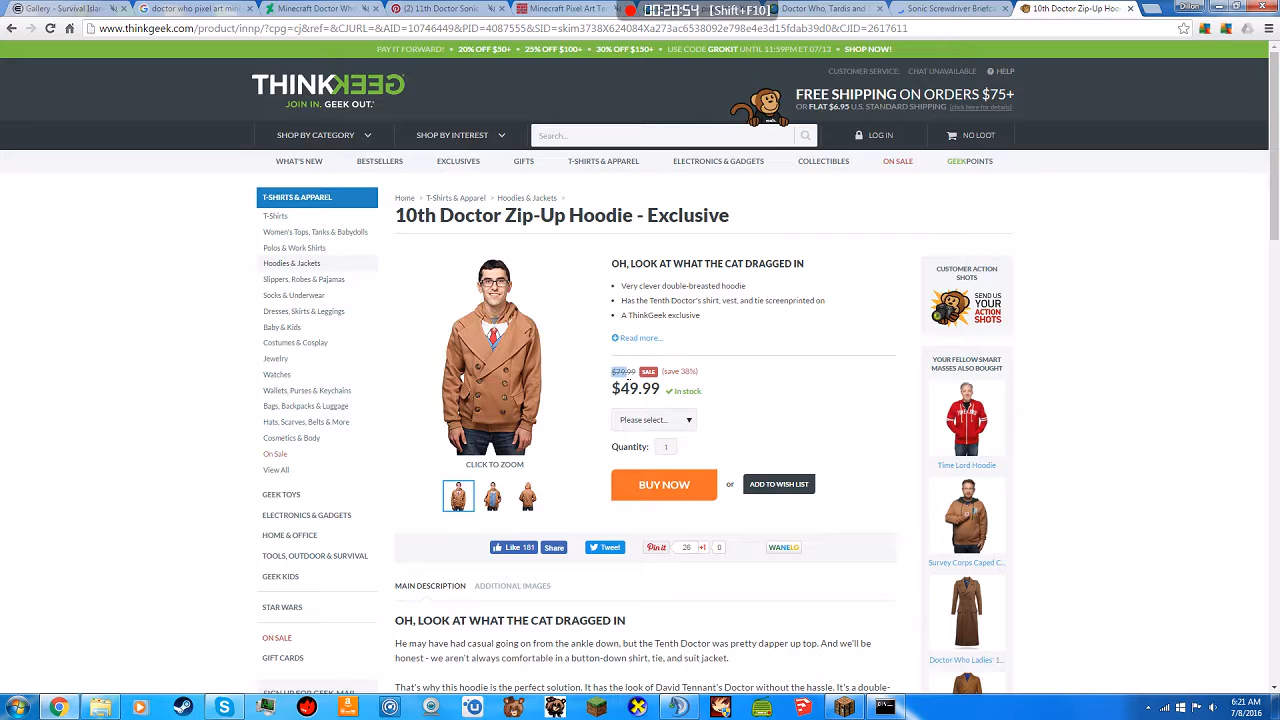 Gallery - Survival Islan
doctor who pixel art min
Minecraft Doctor Who
(2) 11th Doctor Sonic
Minecraft Pixel Art Te
00:20:54 [Shift+F10]
Doctor Who, Tardis and
Sonic Screwdriver Briefca
10th Doctor Zip-Up Hoo
Dillon
www.thinkgeek.com/product/innp/?cpg=cj&ref=&CJURL=&AID=10746449&PID=4087555&SID=sdm3738X624084Xa273ac6538092e798e4e3d15fdab39d0&CJID=2617611
PAY IT FORWARD! • 20% OFF $50+ • 25% OFF $100+ • 30% OFF $150+ • USE CODE GROKIT UNTIL 11:59PM ET 07/13 • SHOP NOW!
THINKGEEK
JOIN IN. GEEK OUT.
CUSTOMER SERVICE: CHAT UNAVAILABLE HELP
FREE SHIPPING ON ORDERS $75+
OR FLAT $6.95 U.S. STANDARD SHIPPING (click here for details)
SHOP BY CATEGORY
SHOP BY INTEREST
Search...
LOG IN
NO LOOT
WHAT'S NEW
BESTSELLERS
EXCLUSIVES
GIFTS
T-SHIRTS & APPAREL
ELECTRONICS & GADGETS
COLLECTIBLES
ON SALE
GEEKPOINTS
T-SHIRTS & APPAREL
T-Shirts
Women's Tops, Tanks & Babydolls
Polos & Work Shirts
Hoodies & Jackets
Slippers, Robes & Pajamas
Socks & Underwear
Dresses, Skirts & Leggings
Baby & Kids
Costumes & Cosplay
Jewelry
Watches
Wallets, Purses & Keychains
Bags, Backpacks & Luggage
Hats, Scarves, Belts & More
Cosmetics & Body
On Sale
View All
GEEK TOYS
ELECTRONICS & GADGETS
HOME & OFFICE
TOOLS, OUTDOOR & SURVIVAL
GEEK KIDS
STAR WARS
ON SALE
GIFT CARDS
SIGN UP FOR GEEK-MAIL
Home > T-Shirts & Apparel > Hoodies & Jackets >
10th Doctor Zip-Up Hoodie - Exclusive
CLICK TO ZOOM
OH, LOOK AT WHAT THE CAT DRAGGED IN
• Very clever double-breasted hoodie
• Has the Tenth Doctor's shirt, vest, and tie screenprinted on
• A ThinkGeek exclusive
Read more...
$79.99 SALE (save 38%)
$49.99 In stock
Please select...
Quantity: 1
BUY NOW or ADD TO WISH LIST
Like 181 Share Tweet Pin it 26 +1 0 WANELO
MAIN DESCRIPTION ADDITIONAL IMAGES
OH, LOOK AT WHAT THE CAT DRAGGED IN
He may have had casual going on from the ankle down, but the Tenth Doctor was pretty dapper up top. And we'll be
honest - we aren't always comfortable in a button-down shirt, tie, and suit jacket.
That's why this hoodie is the perfect solution. It has the look of David Tennant's Doctor without the hassle. It's a double-
CUSTOMER ACTION
SHOTS
SEND US
YOUR
ACTION
SHOTS
YOUR FELLOW SMART
MASSES ALSO BOUGHT
Time Lord Hoodie
Survey Corps Caped C...
Doctor Who Ladies' 1...
6:21 AM
7/8/2016